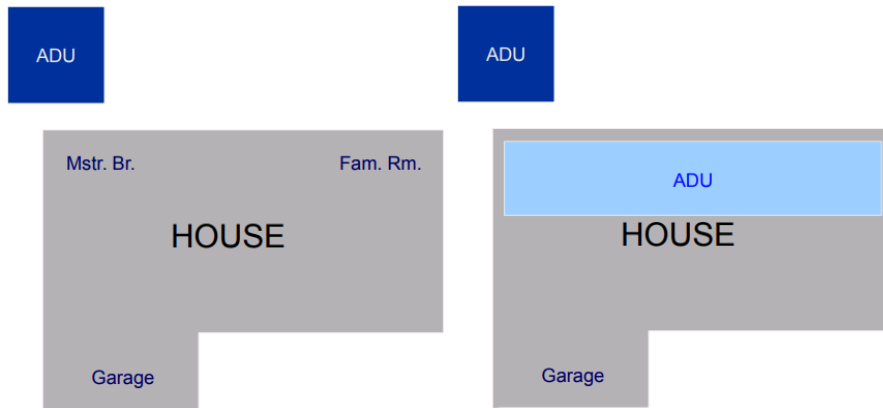 ADU
Mstr. Br.
Fam. Rm.
HOUSE
Garage
ADU
ADU
HOUSE
Garage